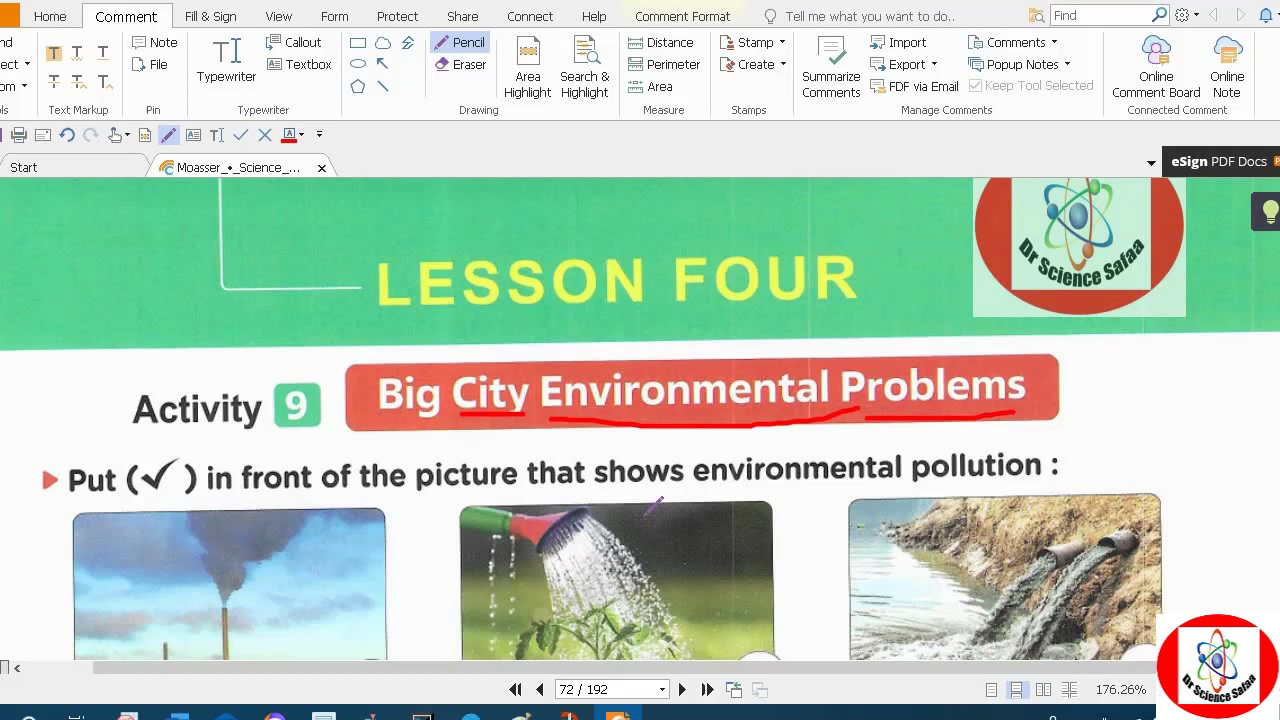 Home Comment Fill & Sign View Form Protect Share Connect Help Comment Format Tell me what you want to do.. Find
Note
File
Pin
Text Markup
Typewriter
Callout
Textbox
Typewriter
Pencil
Eraser
Drawing
Area
Highlight
Search &
Highlight
Distance
Perimeter
Area
Measure
Stamp
Create
Stamps
Summarize
Comments
Import
Export
FDF via Email
Comments
Popup Notes
Keep Tool Selected
Manage Comments
Online
Comment Board
Online
Note
Connected Comment
Start
Moasser_•_Science_...
eSign PDF Docs
LESSON FOUR
Dr Science Safaa
Activity 9 Big City Environmental Problems
Put (✓) in front of the picture that shows environmental pollution :
72 / 192
176.26%
Dr Science Safaa